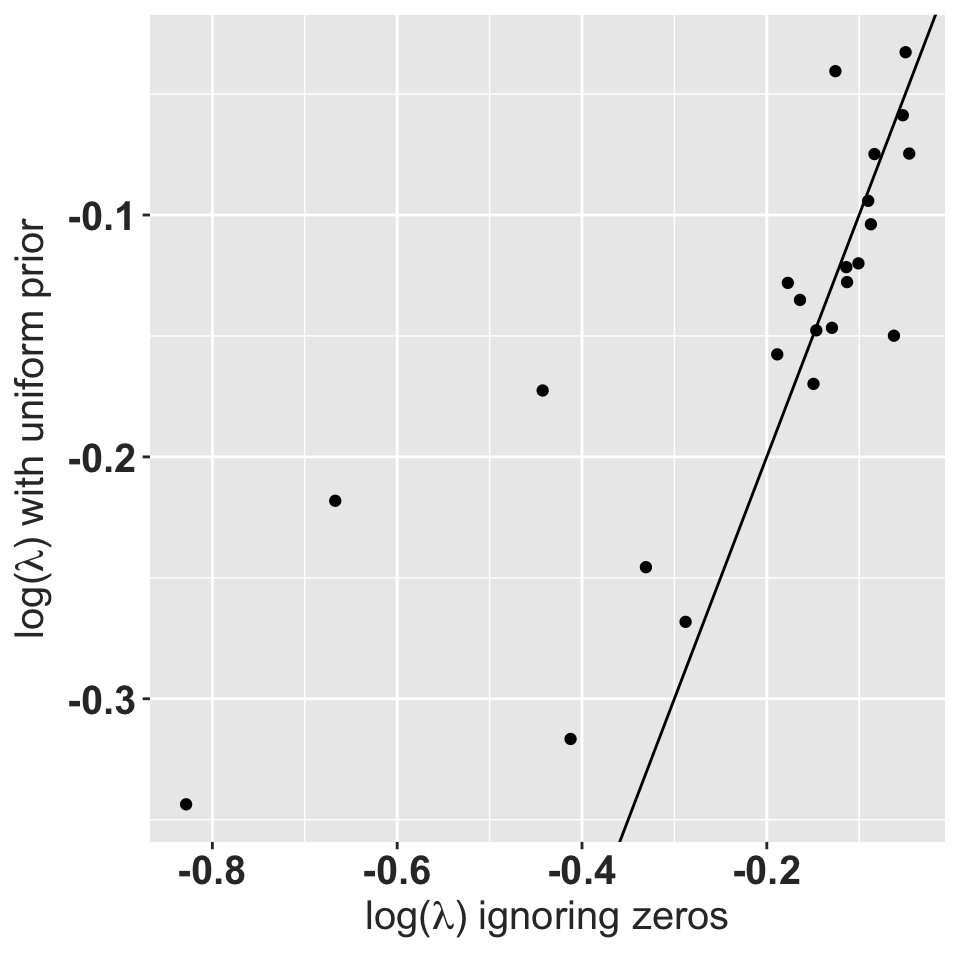 log(λ) with uniform prior
-0.1
-0.2
-0.3
-0.8 -0.6 -0.4 -0.2
log(λ) ignoring zeros